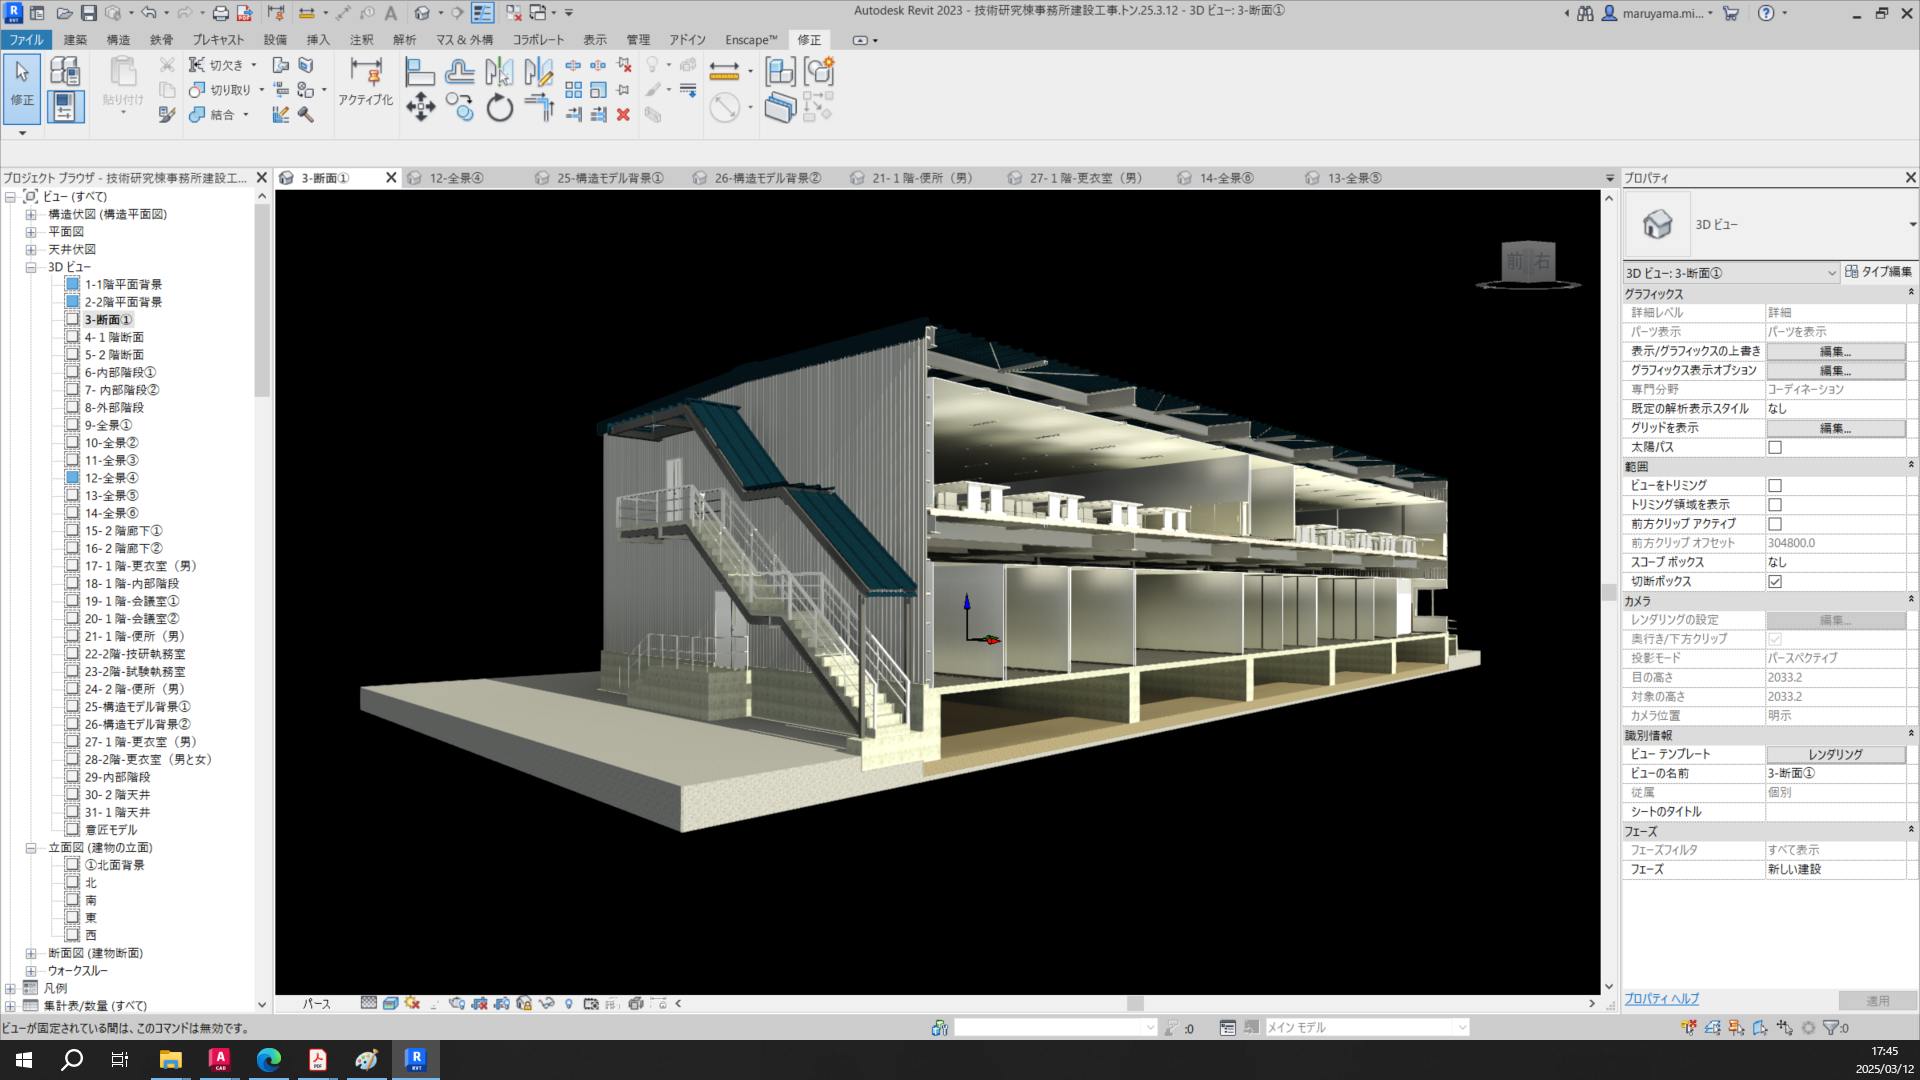 Autodesk Revit 2023 - 技術研究棟事務所建設工事.トン.25.3.12 - 3D ビュー: 3-断面①
maruyama.mi...
ファイル 建築 構造 鉄骨 プレキャスト 設備 挿入 注釈 解析 マス & 外構 コラボレート 表示 管理 アドイン Enscape™ 修正
修正
貼り付け
切欠き
切り取り
結合
アクティブ化
プロジェクト ブラウザ - 技術研究棟事務所建設工...
3-断面① 12-全景④ 25-構造モデル背景① 26-構造モデル背景② 21-１階-便所（男） 27-１階-更衣室（男） 14-全景⑥ 13-全景⑤
ビュー (すべて)
構造伏図 (構造平面図)
平面図
天井伏図
3D ビュー
1-1階平面背景
2-2階平面背景
3-断面①
4-１階断面
5-２階断面
6-内部階段①
7- 内部階段②
8-外部階段
9-全景①
10-全景②
11-全景③
12-全景④
13-全景⑤
14-全景⑥
15-２階廊下①
16-２階廊下②
17-１階-更衣室（男）
18-１階-内部階段
19-１階-会議室①
20-１階-会議室②
21-１階-便所（男）
22-2階-技研執務室
23-2階-試験執務室
24-２階-便所（男）
25-構造モデル背景①
26-構造モデル背景②
27-１階-更衣室（男）
28-2階-更衣室（男と女）
29-内部階段
30-２階天井
31-１階天井
意匠モデル
立面図 (建物の立面)
①北面背景
北
南
東
西
断面図 (建物断面)
ウォークスルー
凡例
集計表/数量 (すべて)
前 右
パース
プロパティ
3D ビュー
3D ビュー: 3-断面① タイプ編集
グラフィックス
詳細レベル 詳細
パーツ表示 パーツを表示
表示/グラフィックスの上書き 編集...
グラフィックス表示オプション 編集...
専門分野 コーディネーション
既定の解析表示スタイル なし
グリッドを表示 編集...
太陽パス
範囲
ビューをトリミング
トリミング領域を表示
前方クリップ アクティブ
前方クリップ オフセット 304800.0
スコープ ボックス なし
切断ボックス
カメラ
レンダリングの設定 編集...
奥行き/下方クリップ
投影モード パースペクティブ
目の高さ 2033.2
対象の高さ 2033.2
カメラ位置 明示
識別情報
ビュー テンプレート レンダリング
ビューの名前 3-断面①
従属 個別
シートのタイトル
フェーズ
フェーズフィルタ すべて表示
フェーズ 新しい建設
プロパティ ヘルプ 適用
ビューが固定されている間は、このコマンドは無効です。
:0
メイン モデル
:0
17:45
2025/03/12